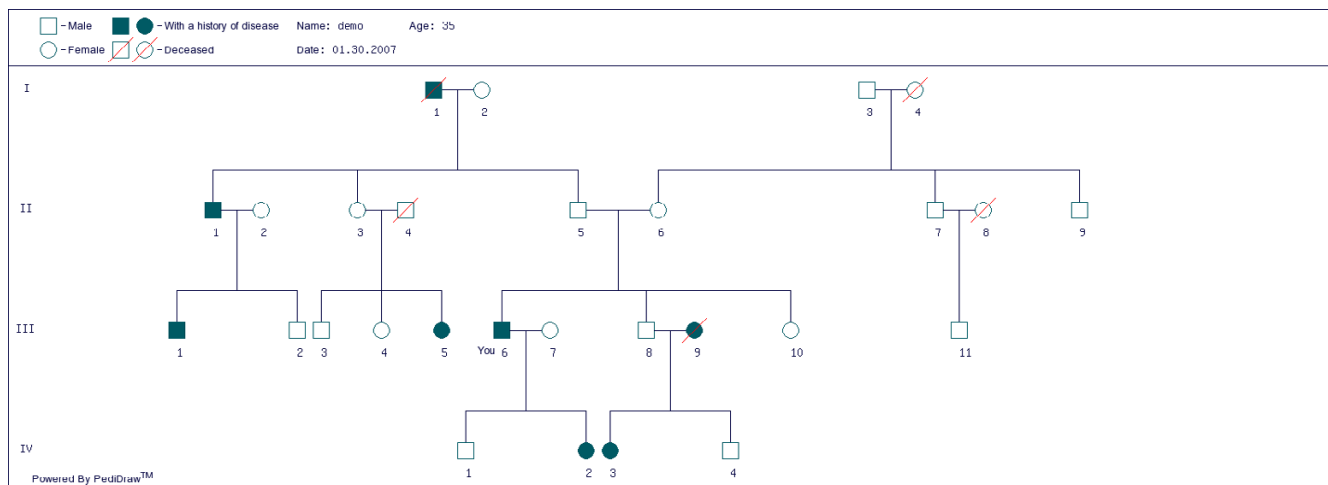 -Male -With a history of disease Name: demo Age: 35
-Female -Deceased Date: 01.30.2007
I
1 2 3 4
II
1 2 3 4 5 6 7 8 9
III
1 2 3 4 5 You 6 7 8 9 10 11
IV
1 2 3 4
Powered By PediDraw™